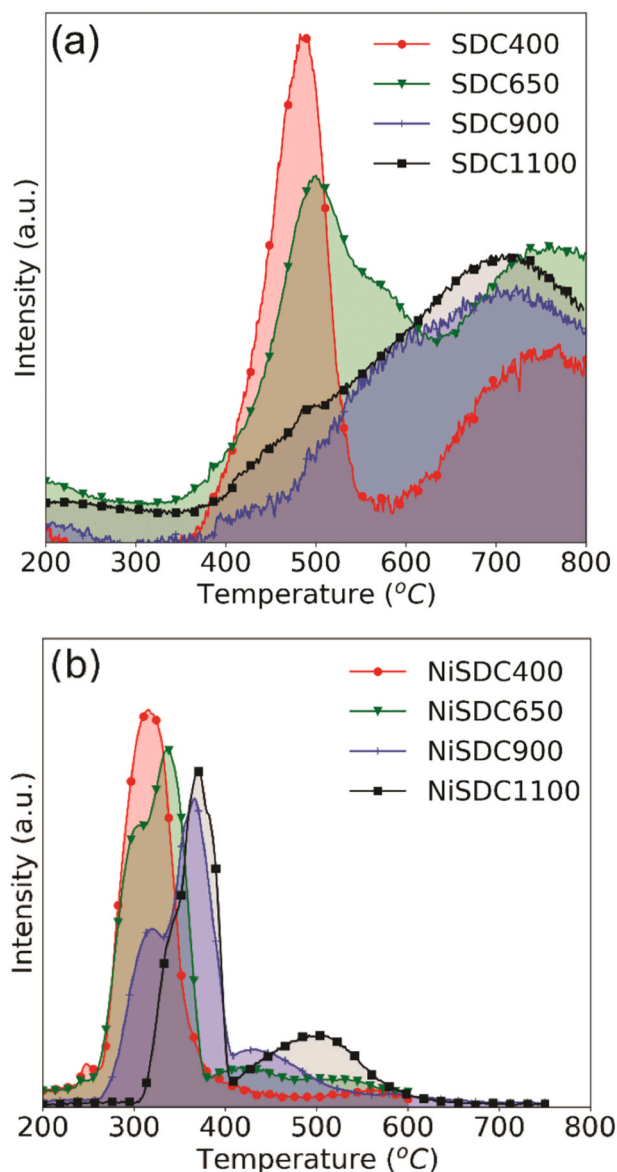 (a)
SDC400
SDC650
SDC900
SDC1100
Intensity (a.u.)
200 300 400 500 600 700 800
Temperature (°C)
(b)
NiSDC400
NiSDC650
NiSDC900
NiSDC1100
Intensity (a.u.)
200 300 400 500 600 700 800
Temperature (°C)